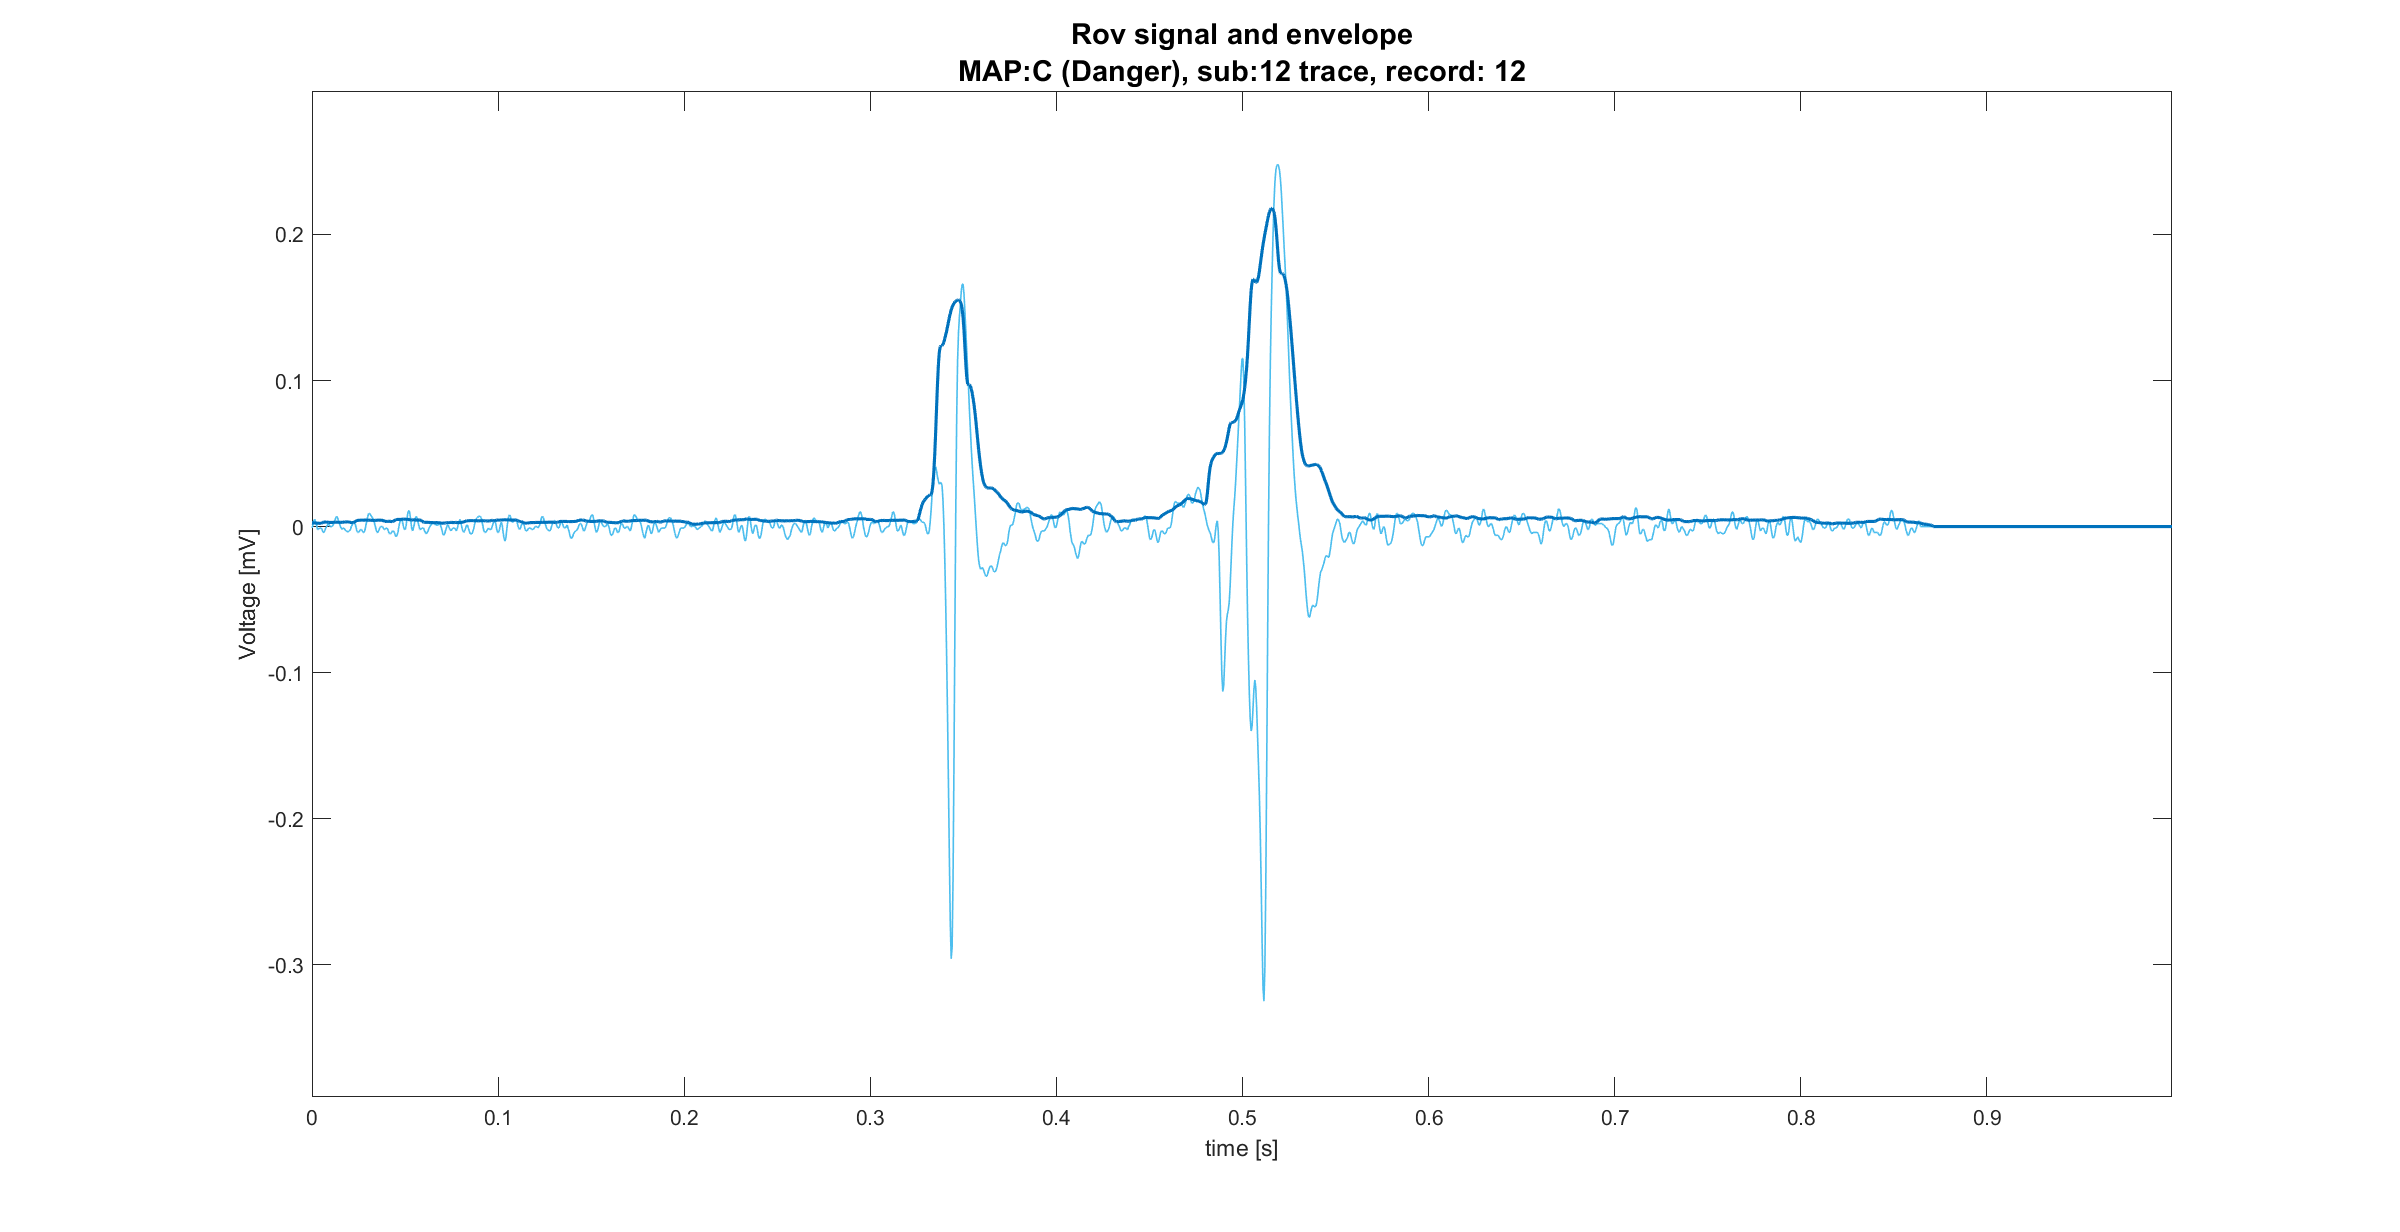 Rov signal and envelope
MAP:C (Danger), sub:12 trace, record: 12
0.2
0.1
0
-0.1
-0.2
-0.3
Voltage [mV]
0 0.1 0.2 0.3 0.4 0.5 0.6 0.7 0.8 0.9
time [s]